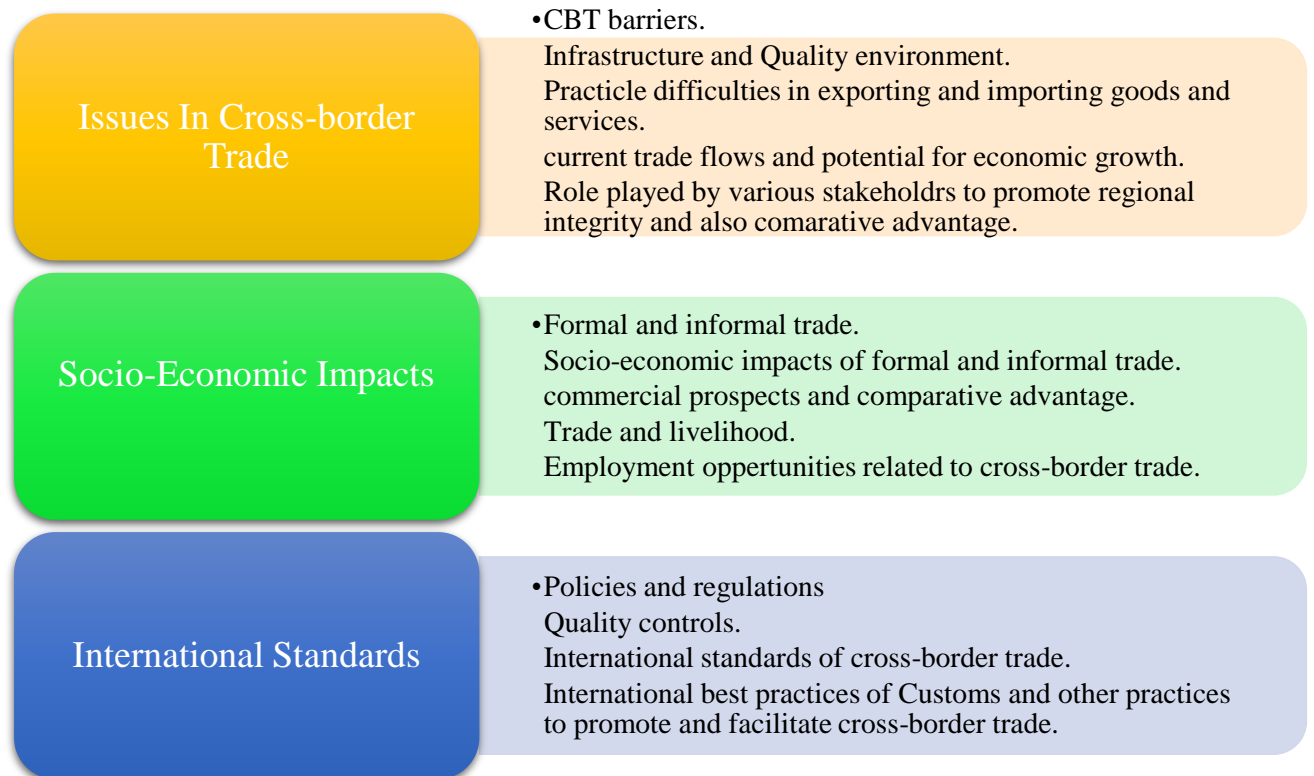 Issues In Cross-border
Trade
•CBT barriers.
Infrastructure and Quality environment.
Practicle difficulties in exporting and importing goods and
services.
current trade flows and potential for economic growth.
Role played by various stakeholdrs to promote regional
integrity and also comarative advantage.
Socio-Economic Impacts
•Formal and informal trade.
Socio-economic impacts of formal and informal trade.
commercial prospects and comparative advantage.
Trade and livelihood.
Employment oppertunities related to cross-border trade.
International Standards
•Policies and regulations
Quality controls.
International standards of cross-border trade.
International best practices of Customs and other practices
to promote and facilitate cross-border trade.